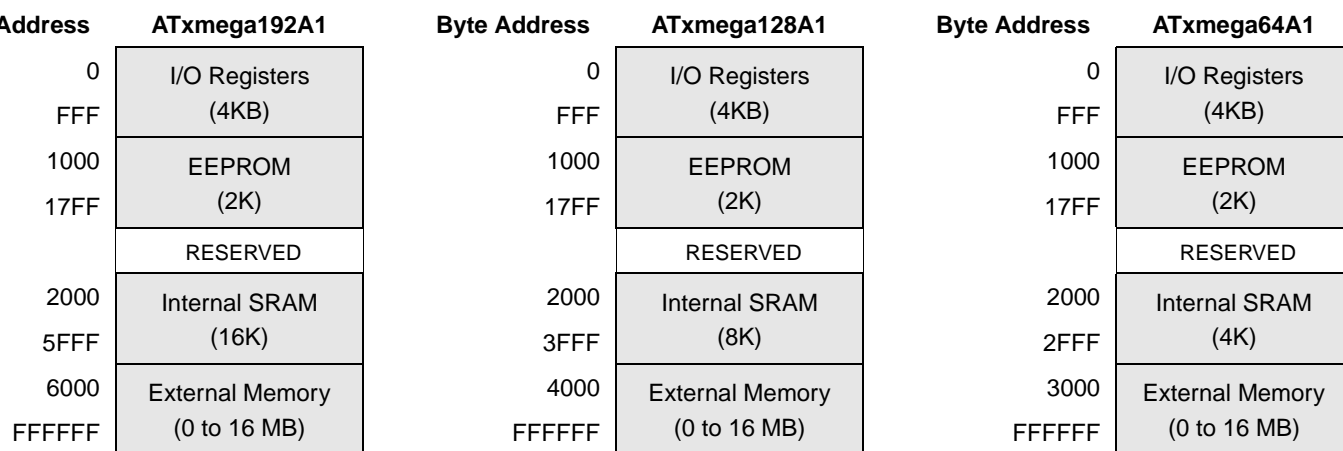 Address ATxmega192A1 Byte Address ATxmega128A1 Byte Address ATxmega64A1
0 I/O Registers 0 I/O Registers 0 I/O Registers
FFF (4KB) FFF (4KB) FFF (4KB)
1000 EEPROM 1000 EEPROM 1000 EEPROM
17FF (2K) 17FF (2K) 17FF (2K)
RESERVED RESERVED RESERVED
2000 Internal SRAM 2000 Internal SRAM 2000 Internal SRAM
5FFF (16K) 3FFF (8K) 2FFF (4K)
6000 External Memory 4000 External Memory 3000 External Memory
FFFFFF (0 to 16 MB) FFFFFF (0 to 16 MB) FFFFFF (0 to 16 MB)